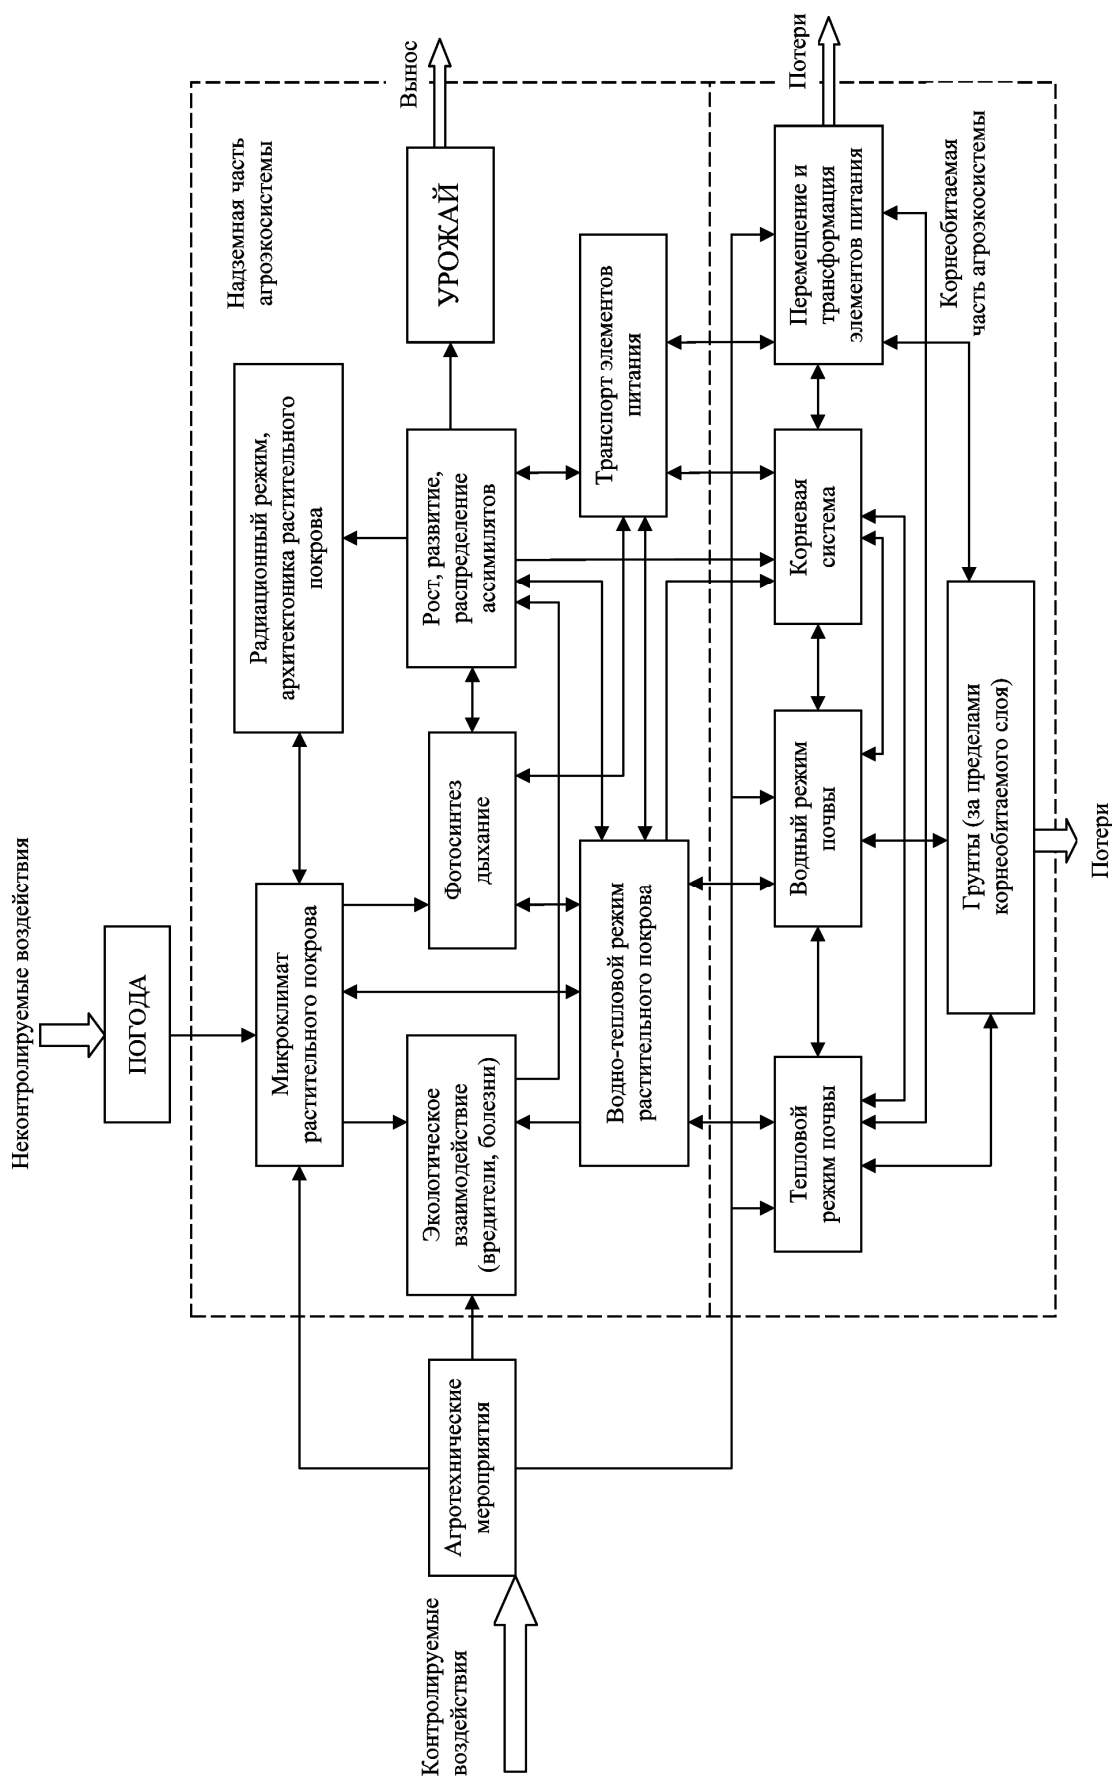 Неконтролируемые воздействия
ПОГОДА
Надземная часть
агроэкосистемы
Микроклимат
растительного покрова
Радиационный режим,
архитектоника растительного
покрова
Контролируемые
воздействия
Агротехнические
мероприятия
Экологическое
взаимодействие
(вредители, болезни)
Фотосинтез
дыхание
Рост, развитие,
распределение
ассимилятов
УРОЖАЙ
Вынос
Водно-тепловой режим
растительного покрова
Транспорт элементов
питания
Тепловой
режим почвы
Водный режим
почвы
Корневая
система
Перемещение и
трансформация
элементов питания
Потери
Корнеобитаемая
часть агроэкосистемы
Грунты (за пределами
корнеобитаемого слоя)
Потери